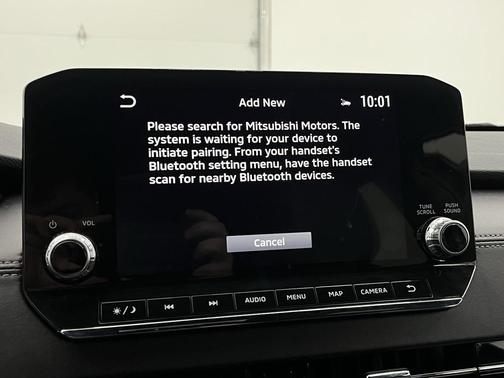 Add New
10:01
Please search for Mitsubishi Motors. The
system is waiting for your device to
initiate pairing. From your handset's
Bluetooth setting menu, have the handset
scan for nearby Bluetooth devices.
VOL
TUNE
SCROLL
PUSH
SOUND
Cancel
AUDIO
MENU
MAP
CAMERA